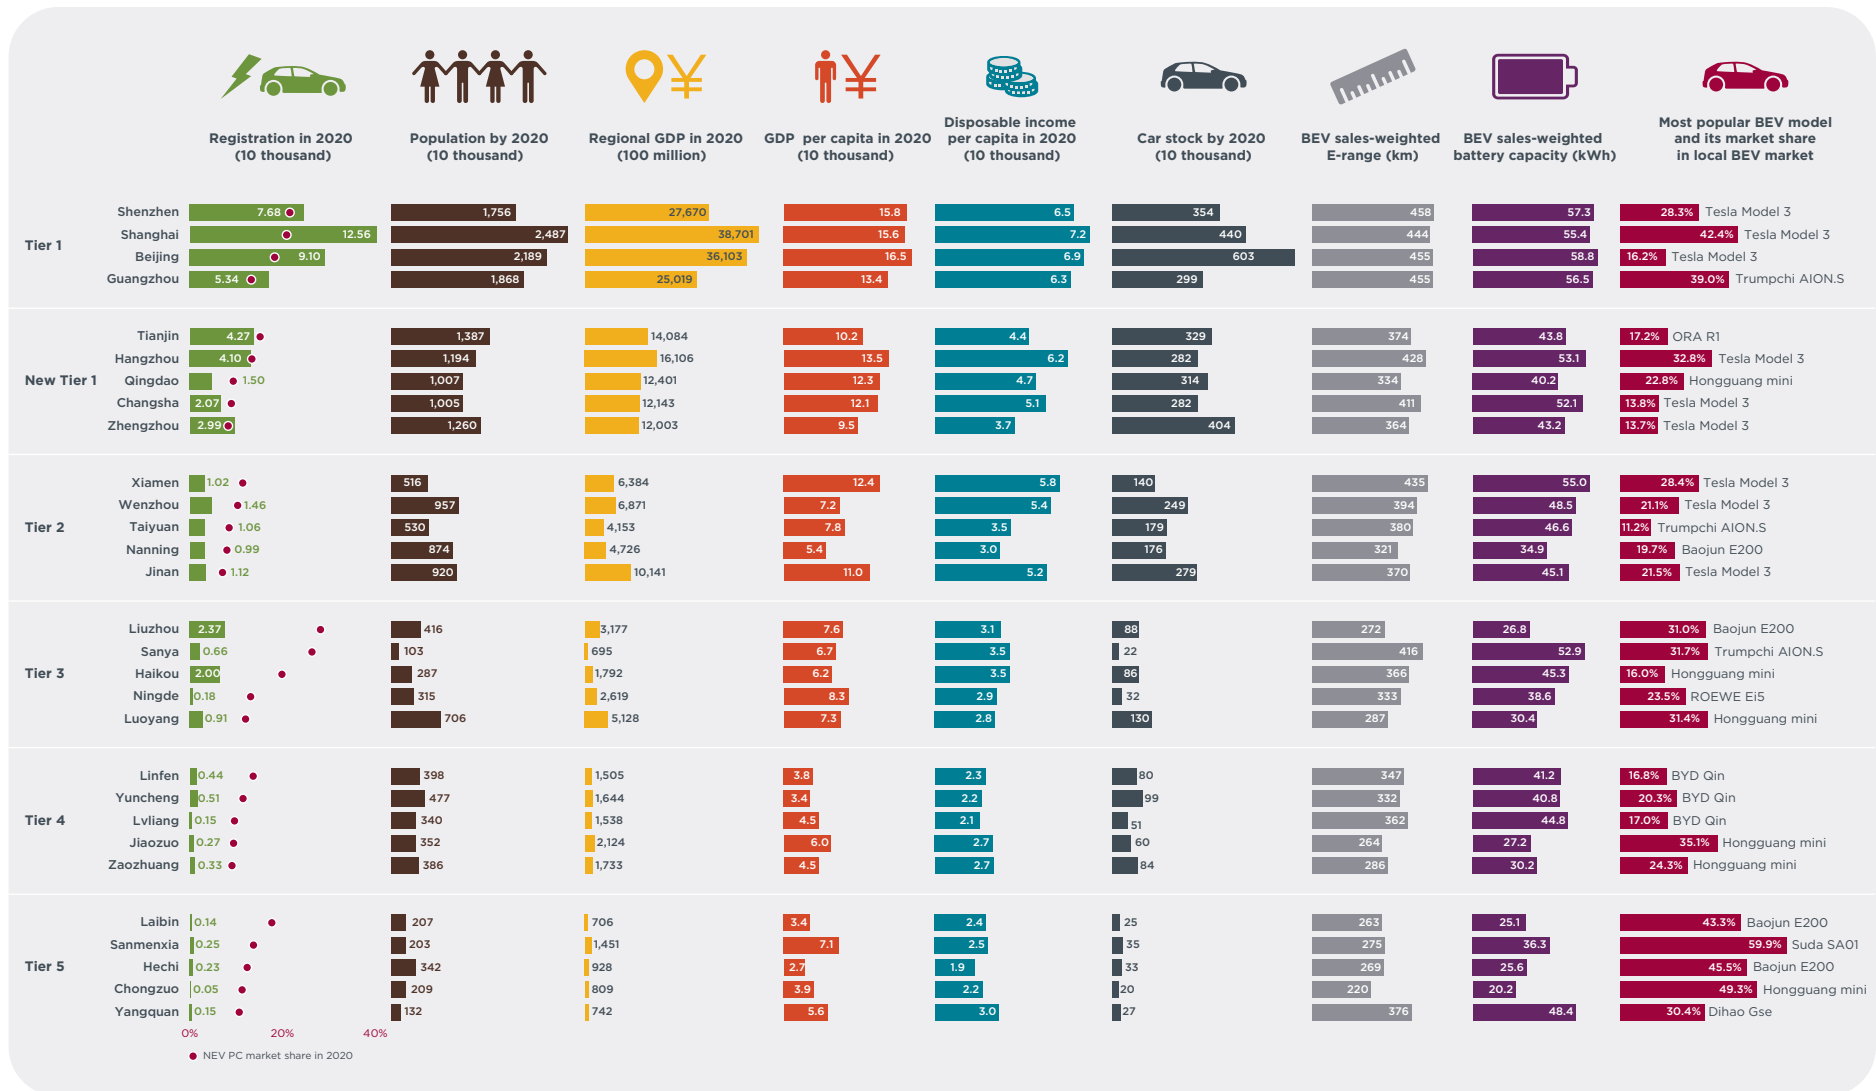 Registration in 2020
(10 thousand)
Population by 2020
(10 thousand)
Regional GDP in 2020
(100 million)
GDP per capita in 2020
(10 thousand)
Disposable income
per capita in 2020
(10 thousand)
Car stock by 2020
(10 thousand)
BEV sales-weighted
E-range (km)
BEV sales-weighted
battery capacity (kWh)
Most popular BEV model
and its market share
in local BEV market
Tier 1
Shenzhen 7.68 1,756 27,670 15.8 6.5 354 458 57.3 28.3% Tesla Model 3
Shanghai 12.56 2,487 38,701 15.6 7.2 440 444 55.4 42.4% Tesla Model 3
Beijing 9.10 2,189 36,103 16.5 6.9 603 455 58.8 16.2% Tesla Model 3
Guangzhou 5.34 1,868 25,019 13.4 6.3 299 455 56.5 39.0% Trumpchi AION.S
New Tier 1
Tianjin 4.27 1,387 14,084 10.2 4.4 329 374 43.8 17.2% ORA R1
Hangzhou 4.10 1,194 16,106 13.5 6.2 282 428 53.1 32.8% Tesla Model 3
Qingdao 1.50 1,007 12,401 12.3 4.7 314 334 40.2 22.8% Hongguang mini
Changsha 2.07 1,005 12,143 12.1 5.1 282 411 52.1 13.8% Tesla Model 3
Zhengzhou 2.99 1,260 12,003 9.5 3.7 404 364 43.2 13.7% Tesla Model 3
Tier 2
Xiamen 1.02 516 6,384 12.4 5.8 140 435 55.0 28.4% Tesla Model 3
Wenzhou 1.46 957 6,871 7.2 5.4 249 394 48.5 21.1% Tesla Model 3
Taiyuan 1.06 530 4,153 7.8 3.5 179 380 46.6 11.2% Trumpchi AION.S
Nanning 0.99 874 4,726 5.4 3.0 176 321 34.9 19.7% Baojun E200
Jinan 1.12 920 10,141 11.0 5.2 279 370 45.1 21.5% Tesla Model 3
Tier 3
Liuzhou 2.37 416 3,177 7.6 3.1 88 272 26.8 31.0% Baojun E200
Sanya 0.66 103 695 6.7 3.5 22 416 52.9 31.7% Trumpchi AION.S
Haikou 2.00 287 1,792 6.2 3.5 86 366 45.3 16.0% Hongguang mini
Ningde 0.18 315 2,619 8.3 2.9 32 333 38.6 23.5% ROEWE Ei5
Luoyang 0.91 706 5,128 7.3 2.8 130 287 30.4 31.4% Hongguang mini
Tier 4
Linfen 0.44 398 1,505 3.8 2.3 80 347 41.2 16.8% BYD Qin
Yuncheng 0.51 477 1,644 3.4 2.2 99 332 40.8 20.3% BYD Qin
Lvliang 0.15 340 1,538 4.5 2.1 51 362 44.8 17.0% BYD Qin
Jiaozuo 0.27 352 2,124 6.0 2.7 60 264 27.2 35.1% Hongguang mini
Zaozhuang 0.33 386 1,733 4.5 2.7 84 286 30.2 24.3% Hongguang mini
Tier 5
Laibin 0.14 207 706 3.4 2.4 25 263 25.1 43.3% Baojun E200
Sanmenxia 0.25 203 1,451 7.1 2.5 35 275 36.3 59.9% Suda SA01
Hechi 0.23 342 928 2.7 1.9 33 269 25.6 45.5% Baojun E200
Chongzuo 0.05 209 809 3.9 2.2 20 220 20.2 49.3% Hongguang mini
Yangquan 0.15 132 742 5.6 3.0 27 376 48.4 30.4% Dihao Gse
0% 20% 40%
NEV PC market share in 2020